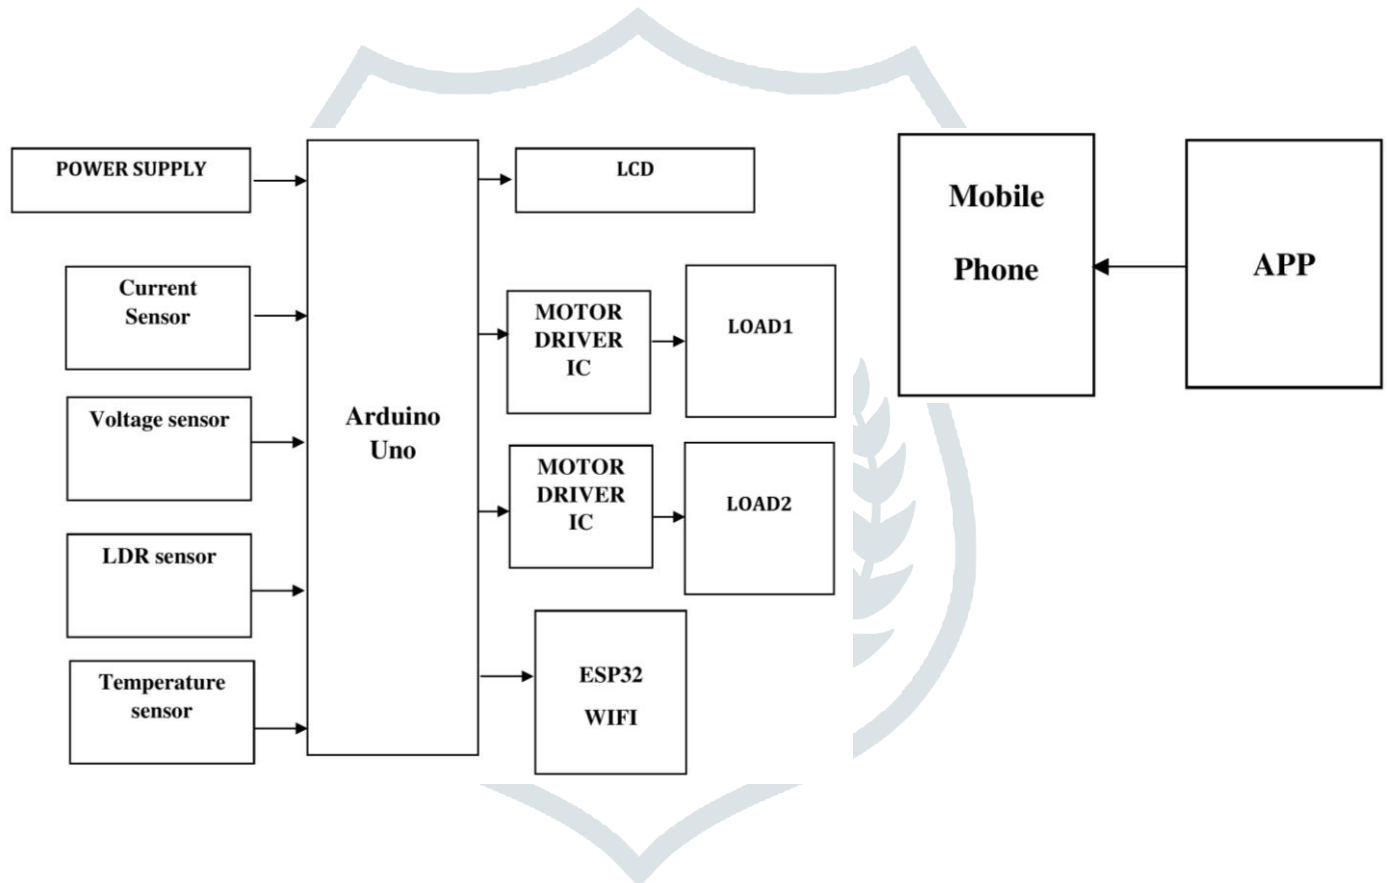 POWER SUPPLY
Current
Sensor
Voltage sensor
LDR sensor
Temperature
sensor
Arduino
Uno
LCD
MOTOR
DRIVER
IC
LOAD1
MOTOR
DRIVER
IC
LOAD2
ESP32
WIFI
Mobile
Phone
APP